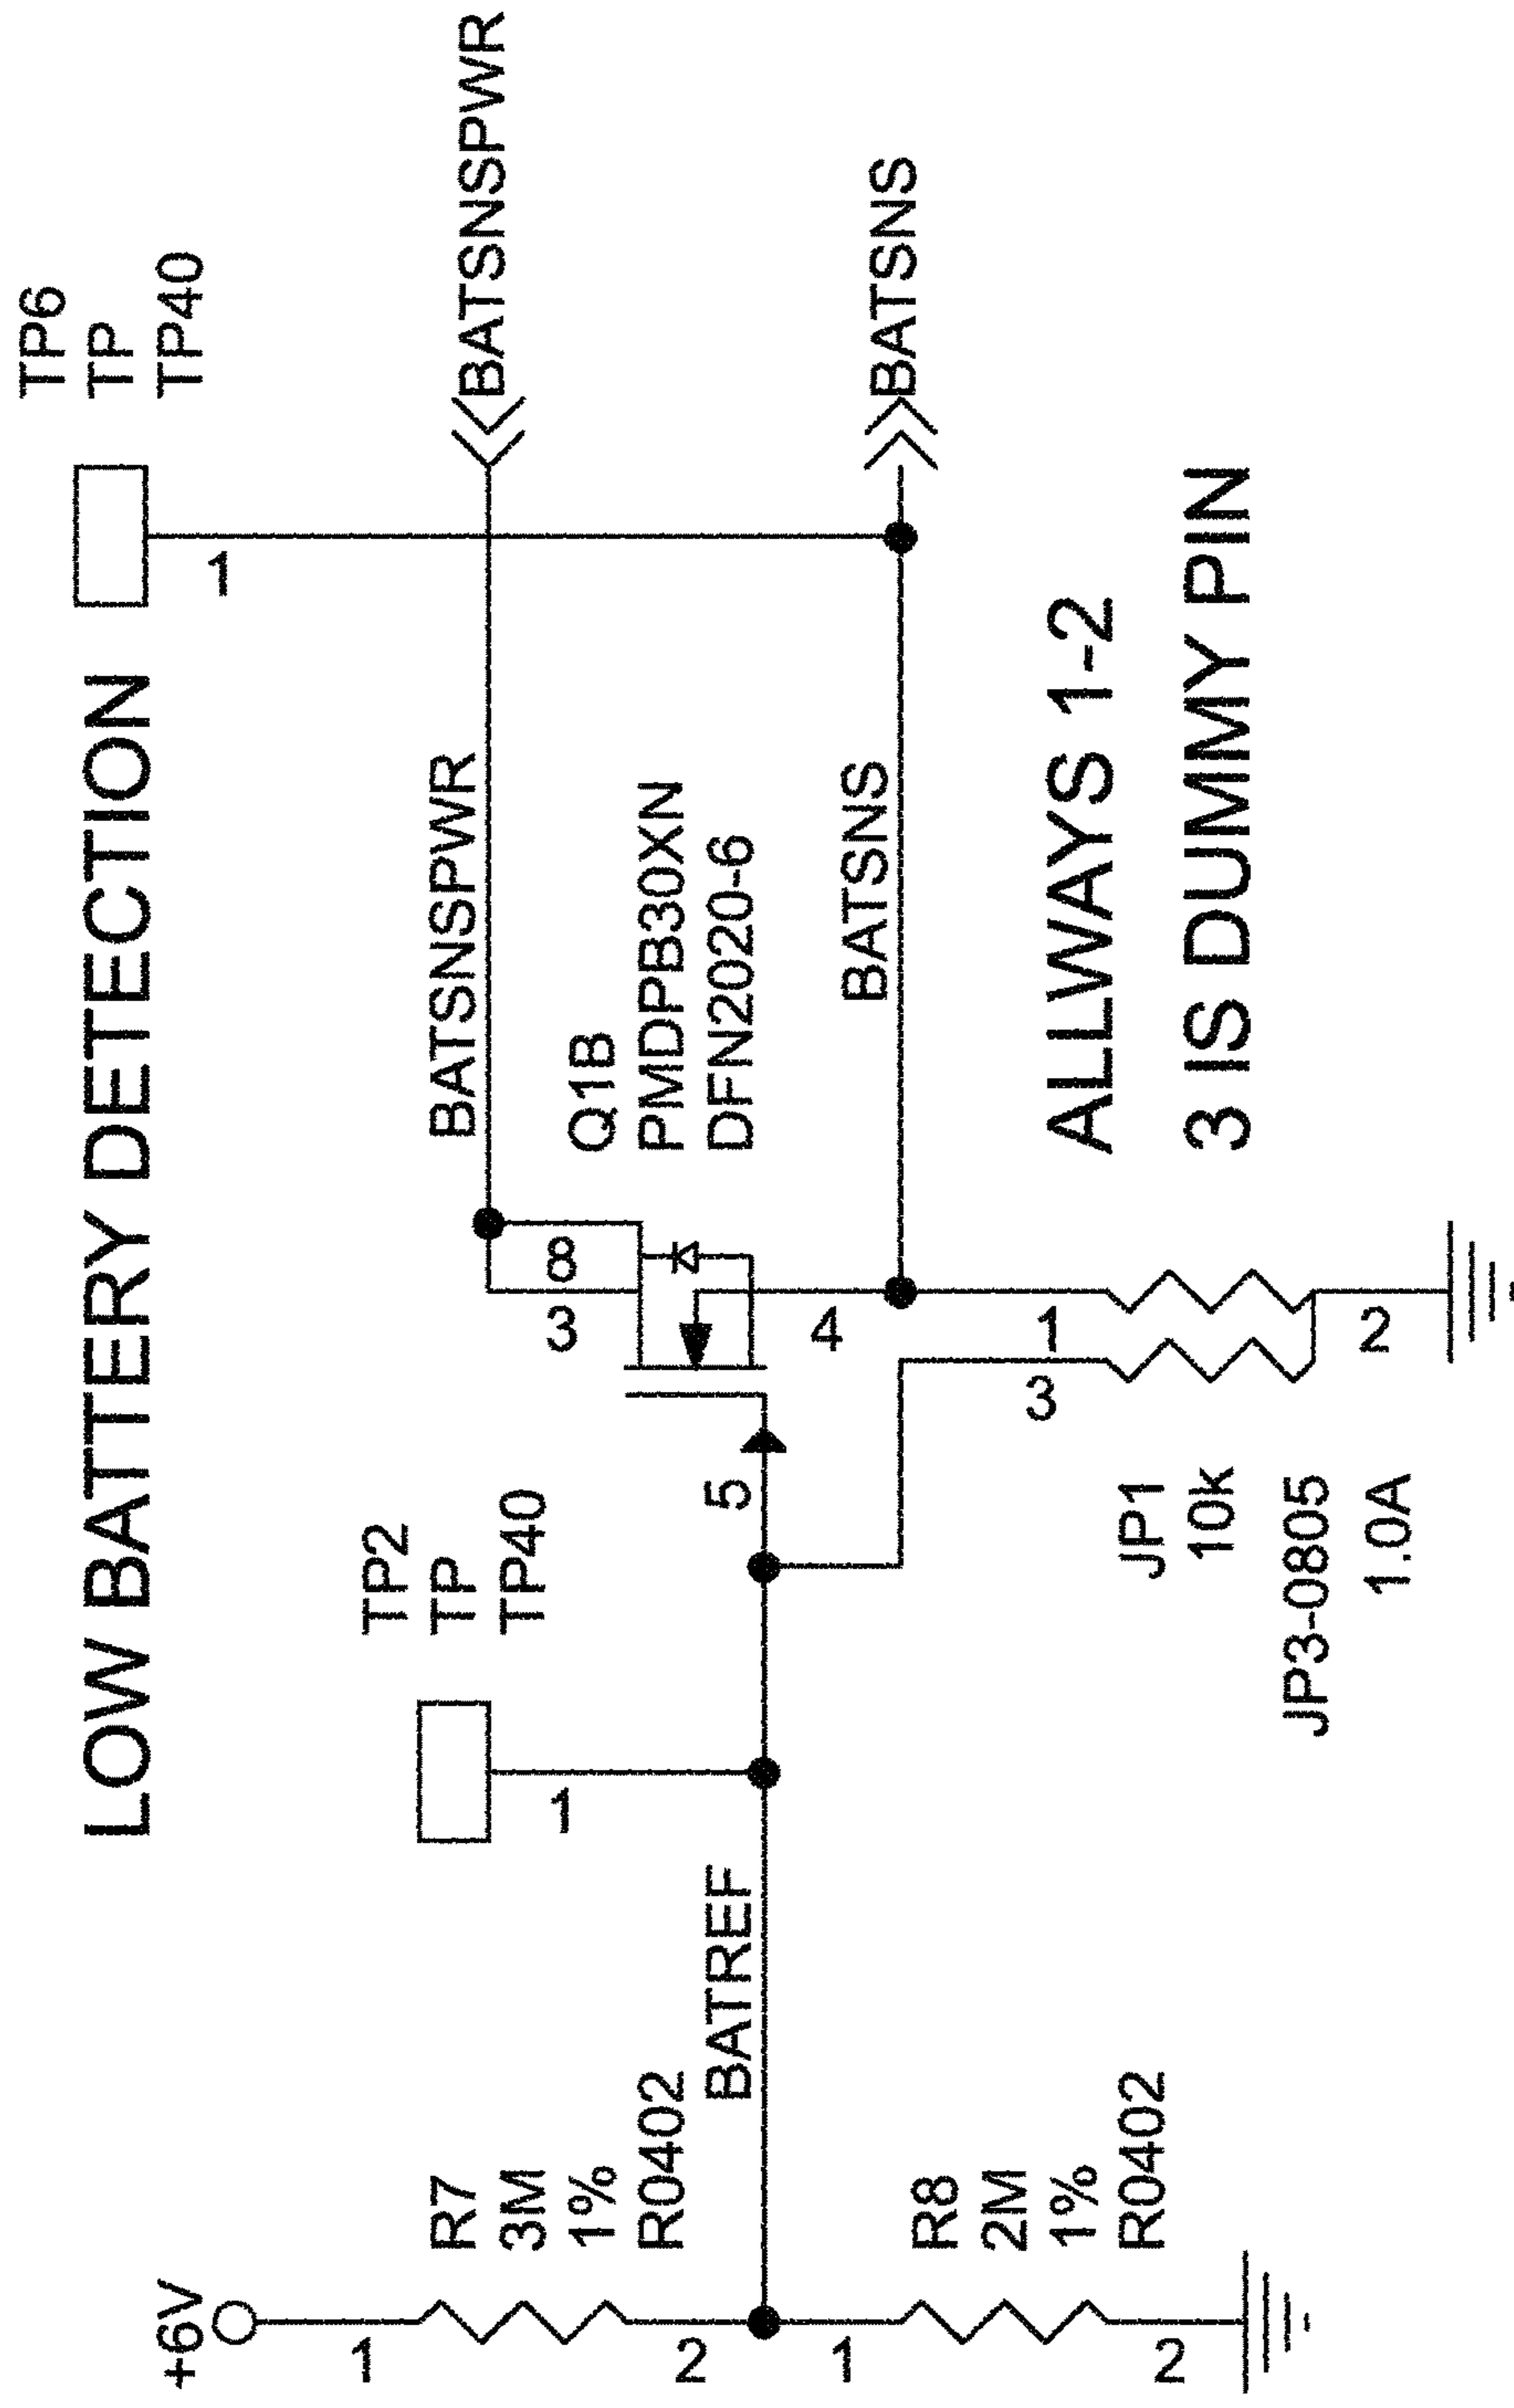 LOW BATTERY DETECTION
TP6
TP
TP40
1
+6V
R7
3M
1%
R0402
1
2
R8
2M
1%
R0402
1
2
BATREF
TP2
TP
TP40
1
5
BATSNSPWR
BATSNSPWR
8
3
Q1B
PMDPB30XN
DFN2020-6
4
BATSNS
BATSNS
1
3
2
JP1
10k
JP3-0805
1.0A
ALLWAYS 1-2
3 IS DUMMY PIN